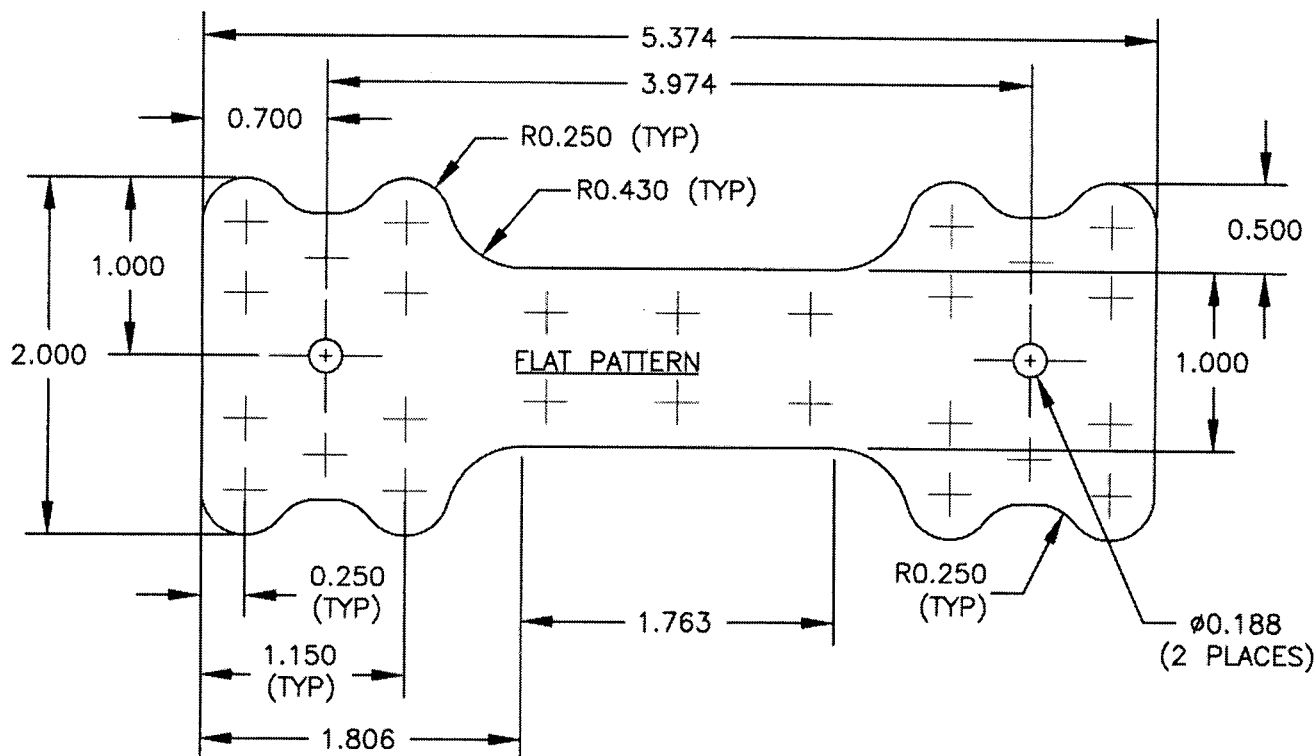 5.374
3.974
0.700
R0.250 (TYP)
R0.430 (TYP)
0.500
1.000
2.000
FLAT PATTERN
1.000
0.250
(TYP)
R0.250
(TYP)
1.763
ø0.188
(2 PLACES)
1.150
(TYP)
1.806